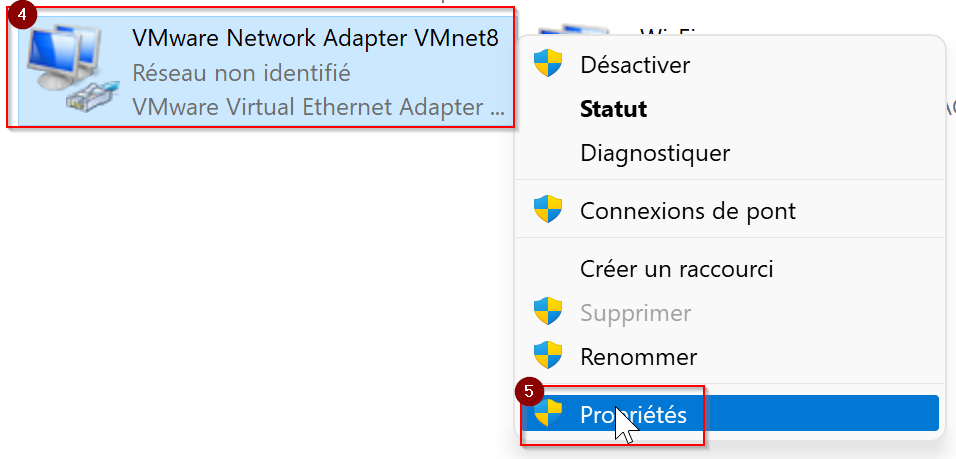 4
VMware Network Adapter VMnet8
Réseau non identifié
VMware Virtual Ethernet Adapter ...
Désactiver
Statut
Diagnostiquer
Connexions de pont
Créer un raccourci
Supprimer
Renommer
5
Propriétés